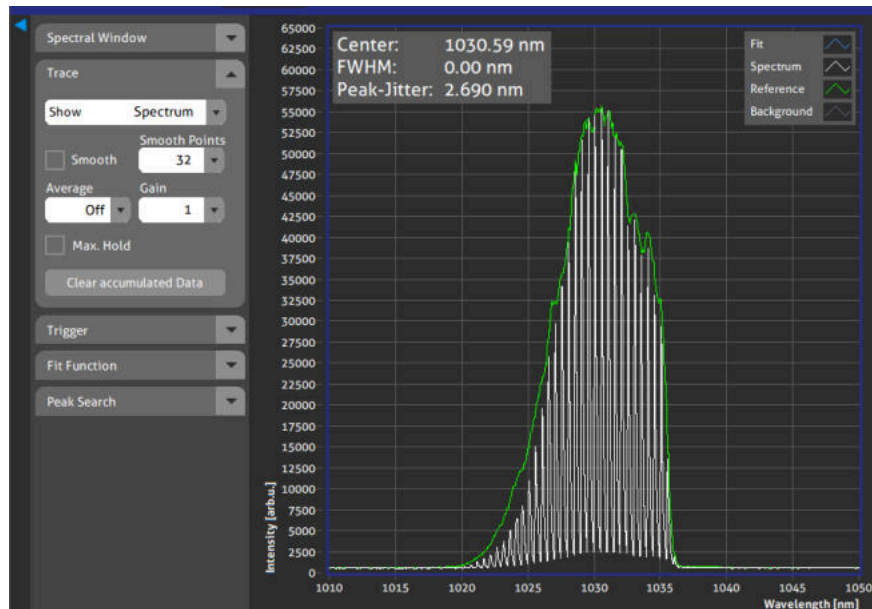 Spectral Window
Trace
Show Spectrum
Smooth Points
Smooth 32
Average Gain
Off 1
Max. Hold
Clear accumulated Data
Trigger
Fit Function
Peak Search
Center: 1030.59 nm
FWHM: 0.00 nm
Peak-Jitter: 2.690 nm
Fit
Spectrum
Reference
Background
65000
62500
60000
57500
55000
52500
50000
47500
45000
42500
40000
37500
35000
32500
30000
27500
25000
22500
20000
17500
15000
12500
10000
7500
5000
2500
0
Intensity [arb.u.]
1010 1015 1020 1025 1030 1035 1040 1045 1050
Wavelength [nm]